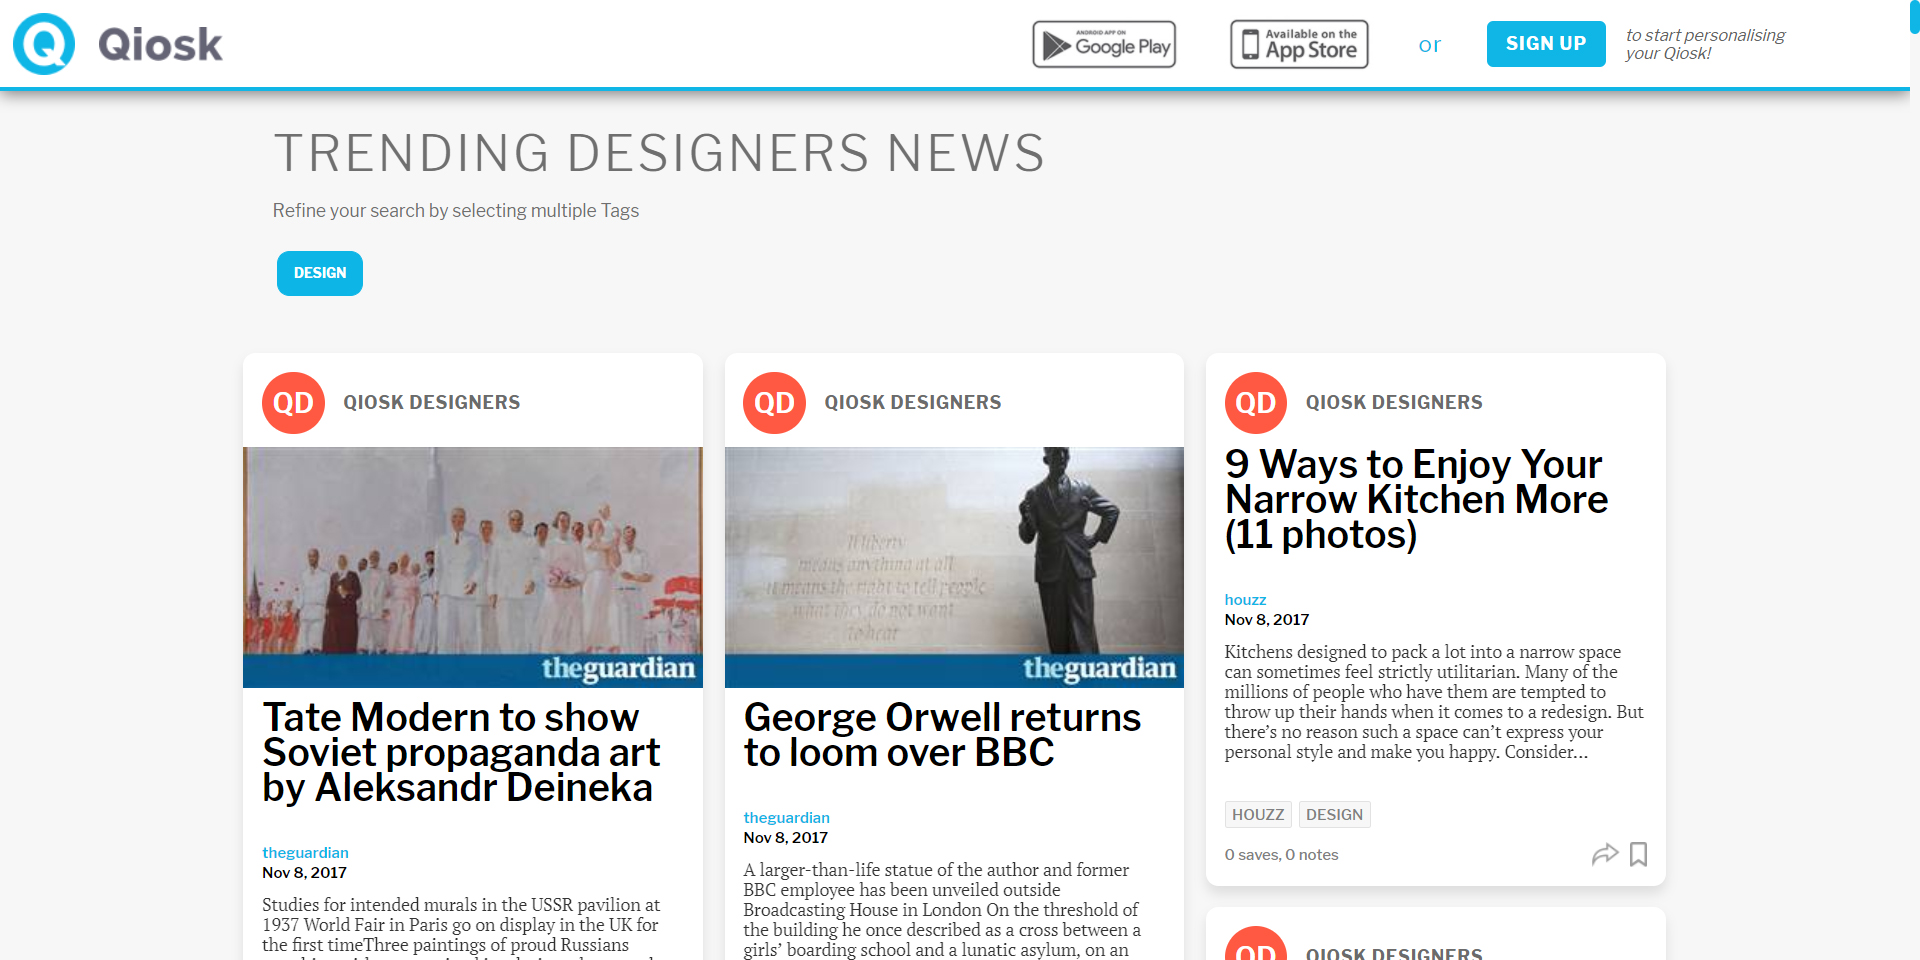 Qiosk
ANDROID APP ON
Google Play
Available on the
App Store
or
SIGN UP
to start personalising
your Qiosk!
TRENDING DESIGNERS NEWS
Refine your search by selecting multiple Tags
DESIGN
QD
QIOSK DESIGNERS
theguardian
Tate Modern to show
Soviet propaganda art
by Aleksandr Deineka
theguardian
Nov 8, 2017
Studies for intended murals in the USSR pavilion at
1937 World Fair in Paris go on display in the UK for
the first timeThree paintings of proud Russians
QD
QIOSK DESIGNERS
If liberty
means anything at all
it means the right to tell people
what they do not want
to hear
theguardian
George Orwell returns
to loom over BBC
theguardian
Nov 8, 2017
A larger-than-life statue of the author and former
BBC employee has been unveiled outside
Broadcasting House in London On the threshold of
the building he once described as a cross between a
girls’ boarding school and a lunatic asylum, on an
QD
QIOSK DESIGNERS
9 Ways to Enjoy Your
Narrow Kitchen More
(11 photos)
houzz
Nov 8, 2017
Kitchens designed to pack a lot into a narrow space
can sometimes feel strictly utilitarian. Many of the
millions of people who have them are tempted to
throw up their hands when it comes to a redesign. But
there’s no reason such a space can’t express your
personal style and make you happy. Consider...
HOUZZ
DESIGN
0 saves, 0 notes
QD
QIOSK DESIGNERS